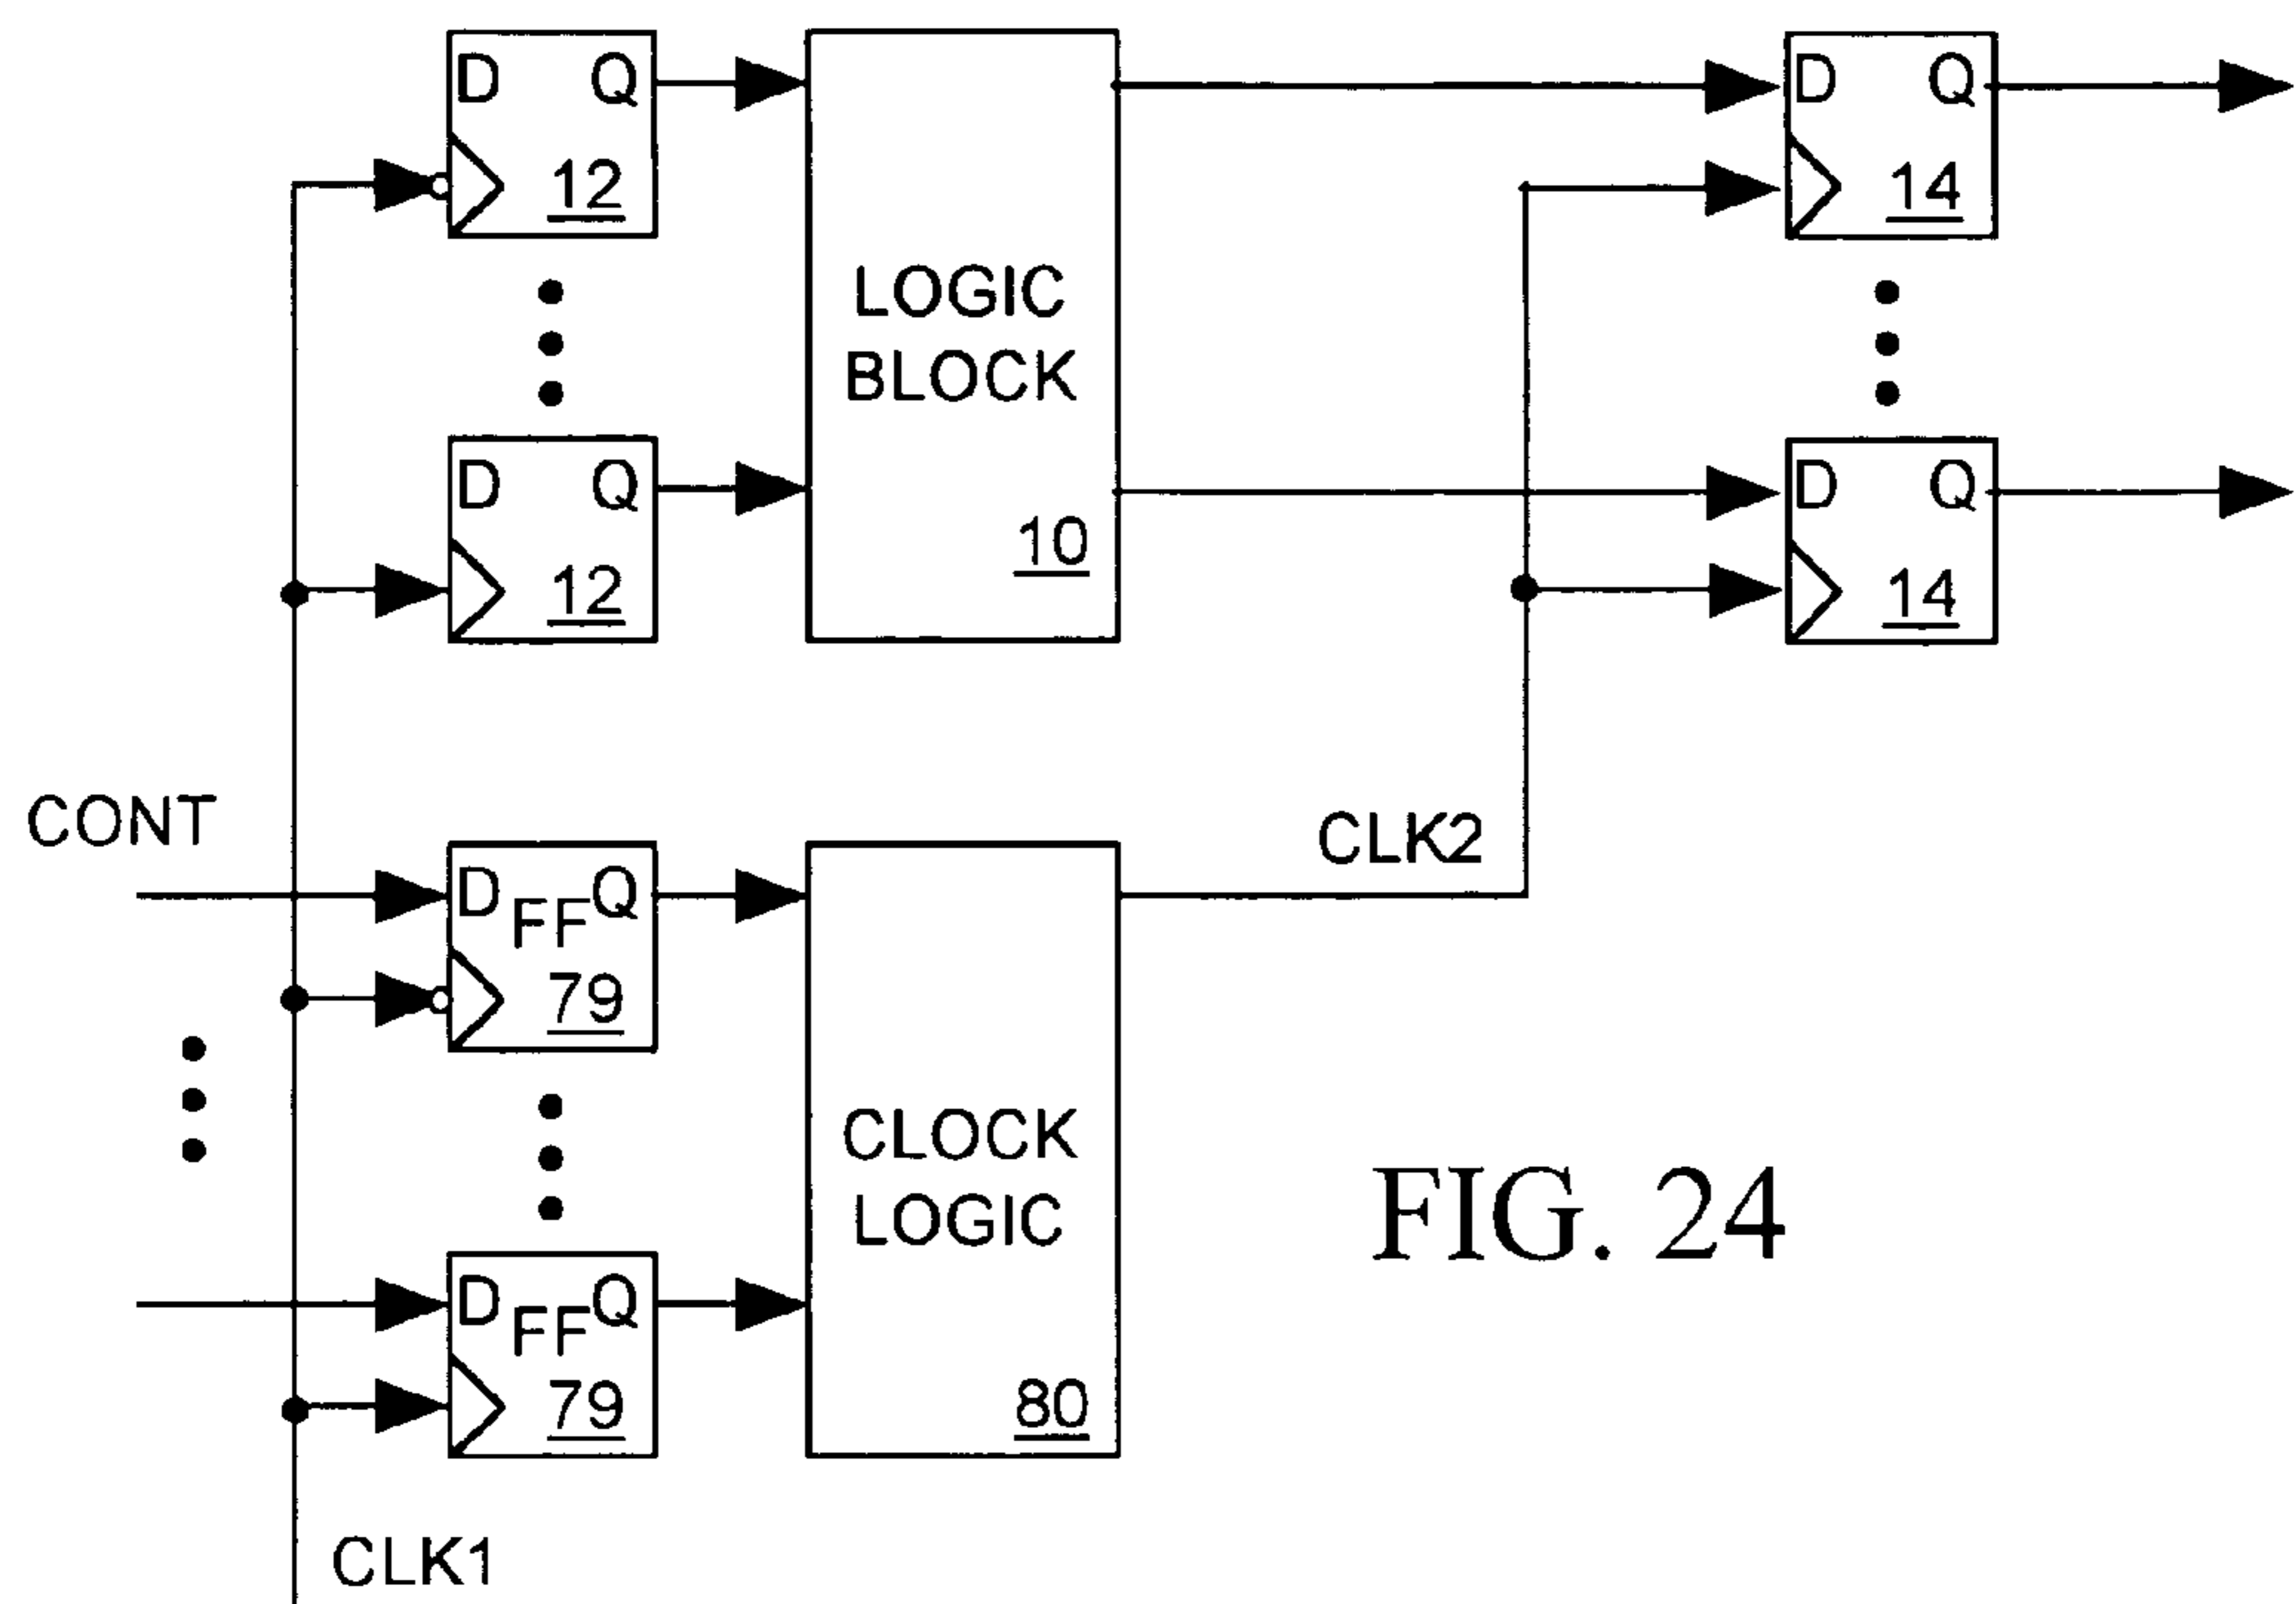 D Q D Q
12 14
LOGIC
BLOCK
D Q D Q
10
12 14
CONT
CLK2
D FF Q
79
CLOCK
LOGIC
FIG. 24
D FF Q
79
80
CLK1